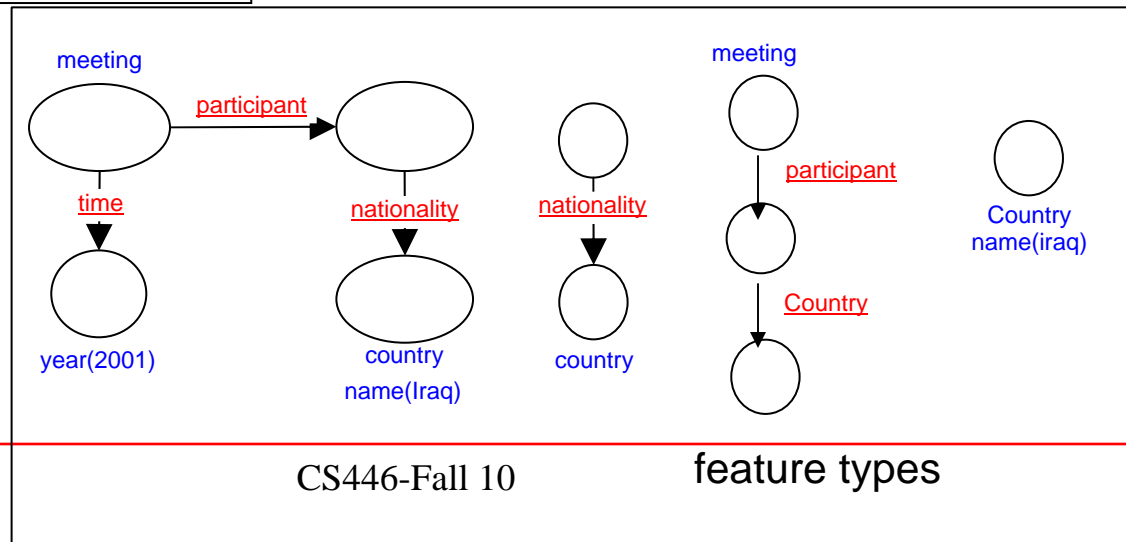 meeting
participant
time
nationality
year(2001)
country
name(Iraq)
nationality
country
meeting
participant
Country
Country
name(iraq)
CS446-Fall 10
feature types